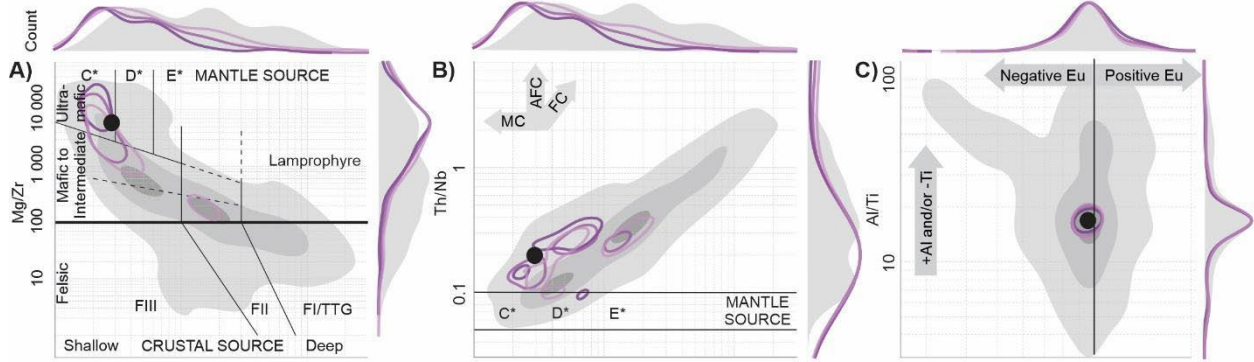 Count
A)
C*
D*
E*
MANTLE SOURCE
Mg/Zr
10 000
1 000
100
10
Ultra-
mafic
Mafic to
Intermediate
Felsic
Lamprophyre
FIII
FII
FI/TTG
Shallow
CRUSTAL SOURCE
Deep
B)
AFC
FC
MC
Th/Nb
1
0.1
C*
D*
E*
MANTLE
SOURCE
C)
Negative Eu
Positive Eu
Al/Ti
100
10
+Al and/or -Ti